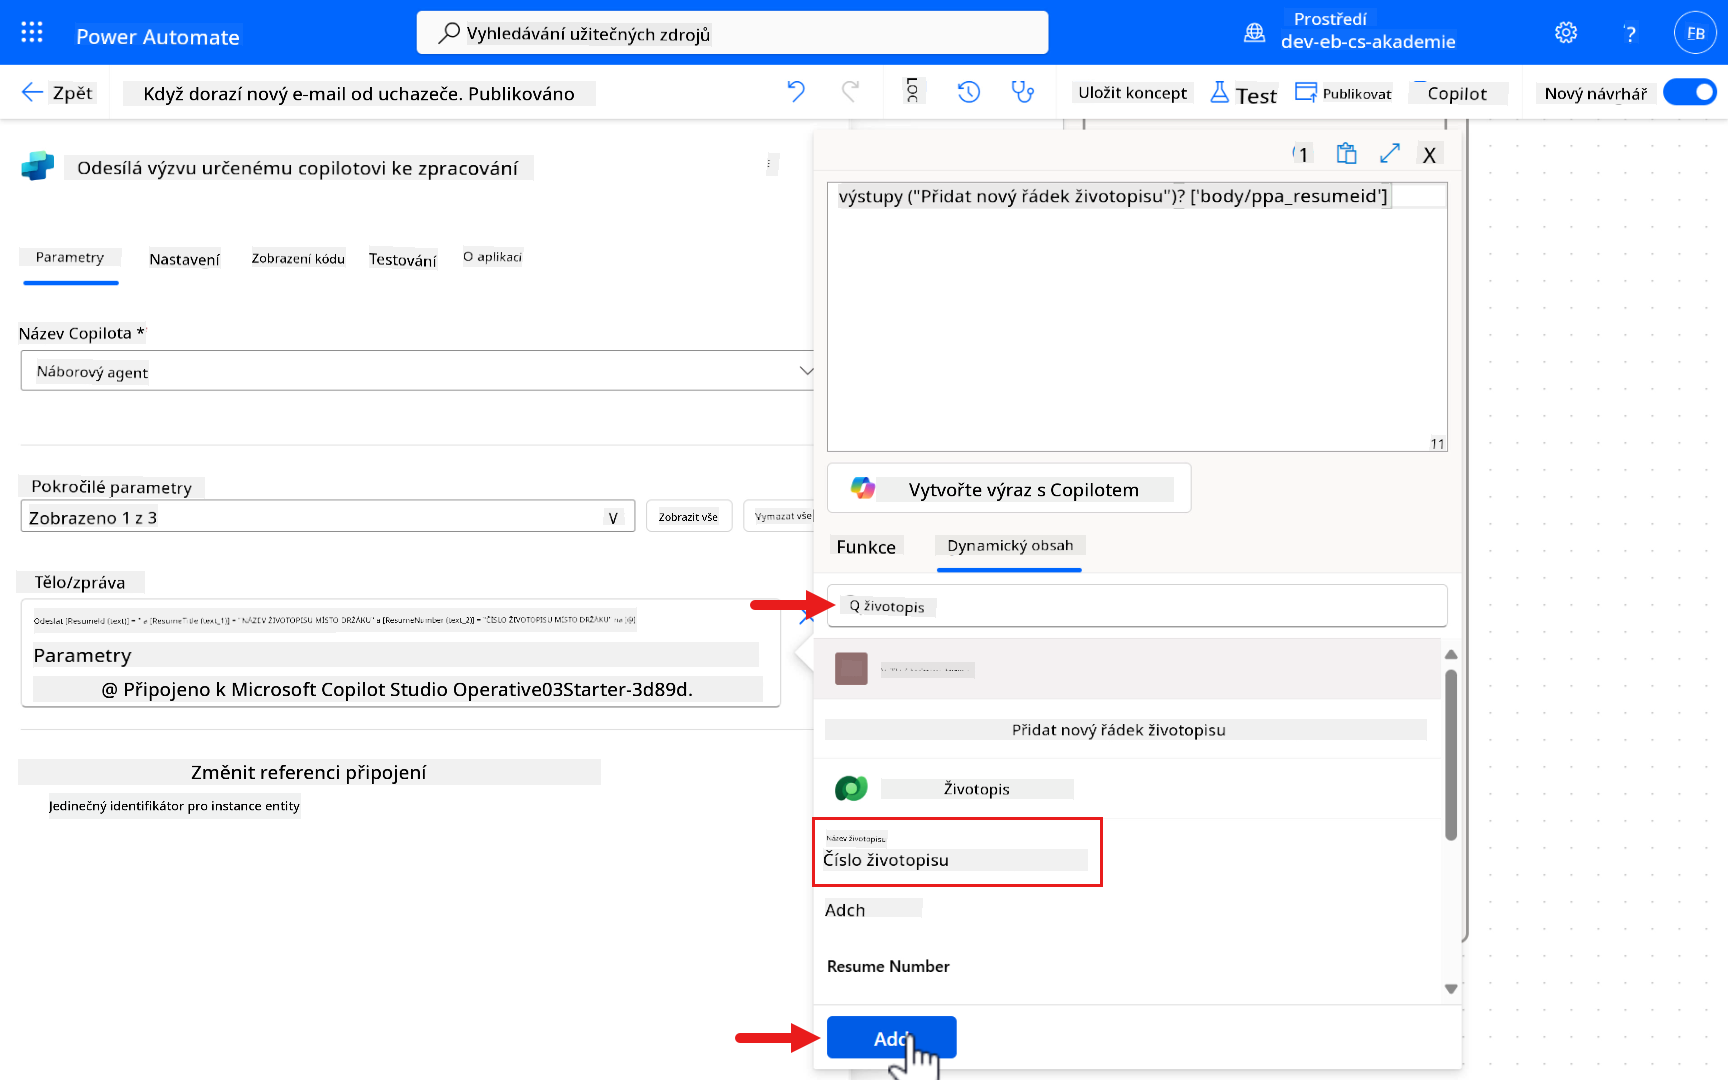 Power Automate
Vyhledávání užitečných zdrojů
Prostředí
dev-eb-cs-akademie
?
FB
Zpět
Když dorazí nový e-mail od uchazeče. Publikováno
Uložit koncept
Test
Publikovat
Copilot
Nový návrhář
Odesílá výzvu určenému copilotovi ke zpracování
Parametry
Nastavení
Zobrazení kódu
Testování
O aplikaci
Název Copilota *
Náborový agent
Pokročilé parametry
Zobrazeno 1 z 3
V
Zobrazit vše
Vymazat vše
Tělo/zpráva
Parametry
@ Připojeno k Microsoft Copilot Studio Operative03Starter-3d89d.
Změnit referenci připojení
Jedinečný identifikátor pro instance entity
1
X
výstupy ("Přidat nový řádek životopisu")? ['body/ppa_resumeid']
11
Vytvořte výraz s Copilotem
Funkce
Dynamický obsah
Q životopis
Přidat nový řádek životopisu
Životopis
Název životopisu
Číslo životopisu
Adch
Resume Number
Add